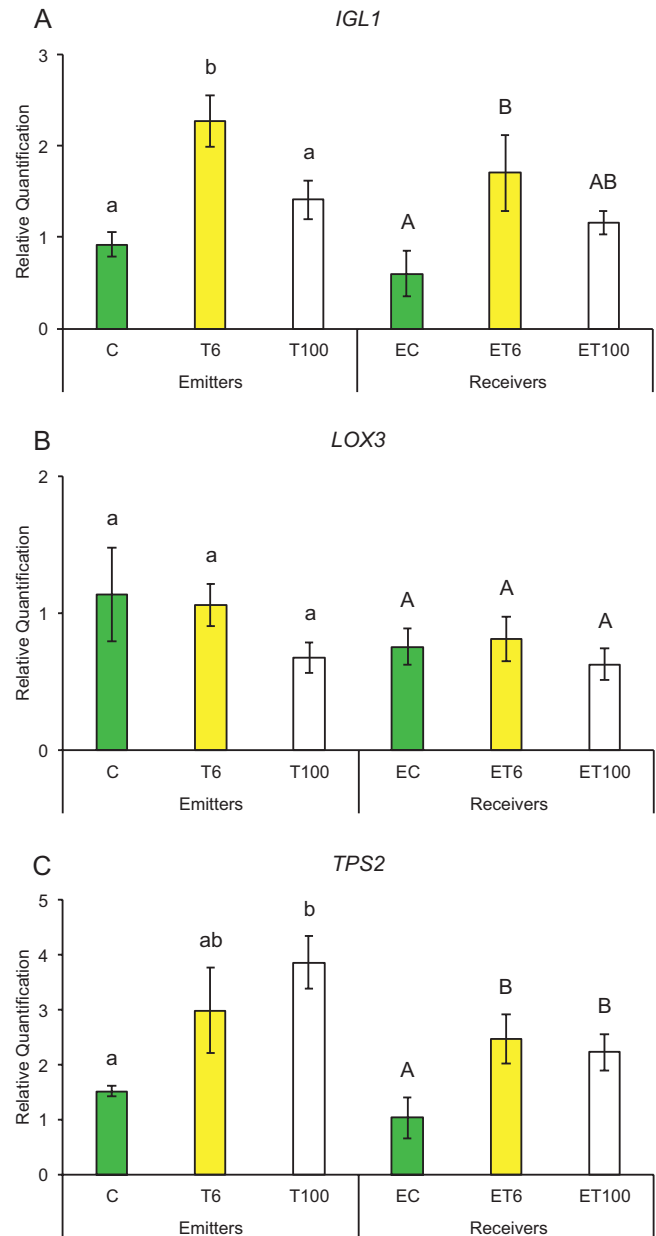 A
IGL1
Relative Quantification
3
2
1
0
a
b
a
A
B
AB
C T6 T100 EC ET6 ET100
Emitters Receivers
B
LOX3
Relative Quantification
2
1
0
a
a
a
A
A
A
C T6 T100 EC ET6 ET100
Emitters Receivers
C
TPS2
Relative Quantification
5
4
3
2
1
0
a
ab
b
A
B
B
C T6 T100 EC ET6 ET100
Emitters Receivers